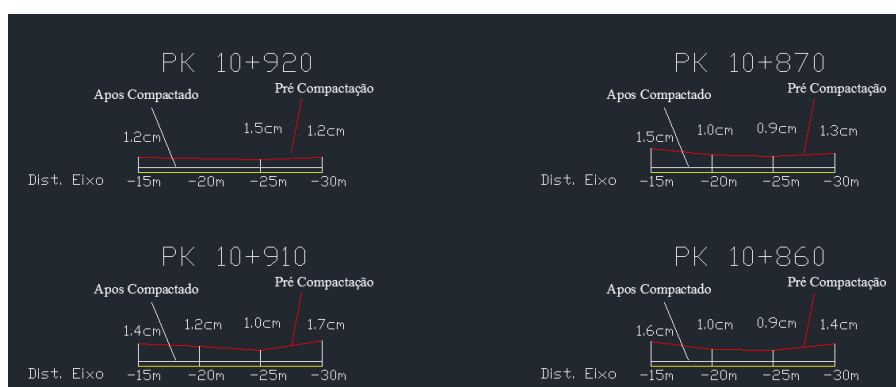 PK 10+920
Apos Compactado
Pré Compactação
1.2cm
1.5cm
1.2cm
Dist. Eixo
-15m
-20m
-25m
-30m
PK 10+870
Apos Compactado
Pré Compactação
1.5cm
1.0cm
0.9cm
1.3cm
Dist. Eixo
-15m
-20m
-25m
-30m
PK 10+910
Apos Compactado
Pré Compactação
1.4cm
1.2cm
1.0cm
1.7cm
Dist. Eixo
-15m
-20m
-25m
-30m
PK 10+860
Apos Compactado
Pré Compactação
1.6cm
1.0cm
0.9cm
1.4cm
Dist. Eixo
-15m
-20m
-25m
-30m